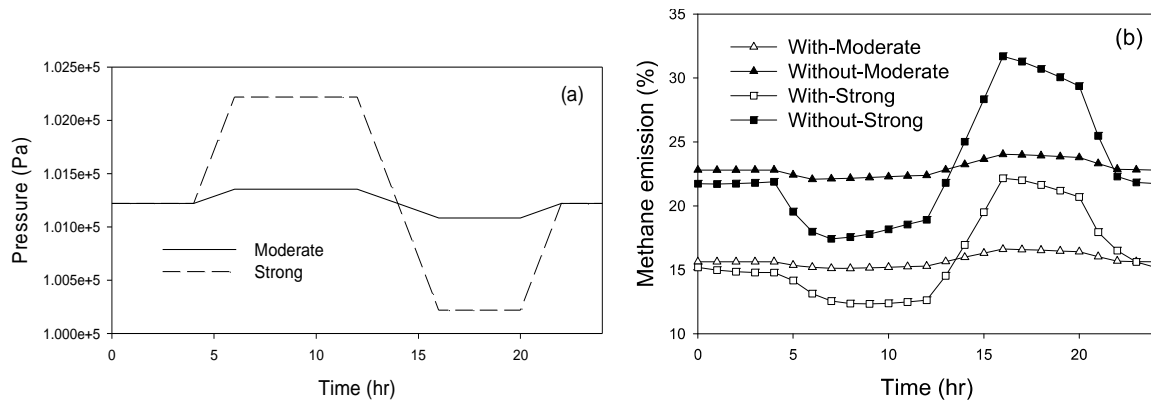 (a)
Pressure (Pa)
1.025e+5
1.020e+5
1.015e+5
1.010e+5
1.005e+5
1.000e+5
Moderate
Strong
0 5 10 15 20
Time (hr)
(b)
Methane emission (%)
35
30
25
20
15
10
With-Moderate
Without-Moderate
With-Strong
Without-Strong
0 5 10 15 20
Time (hr)